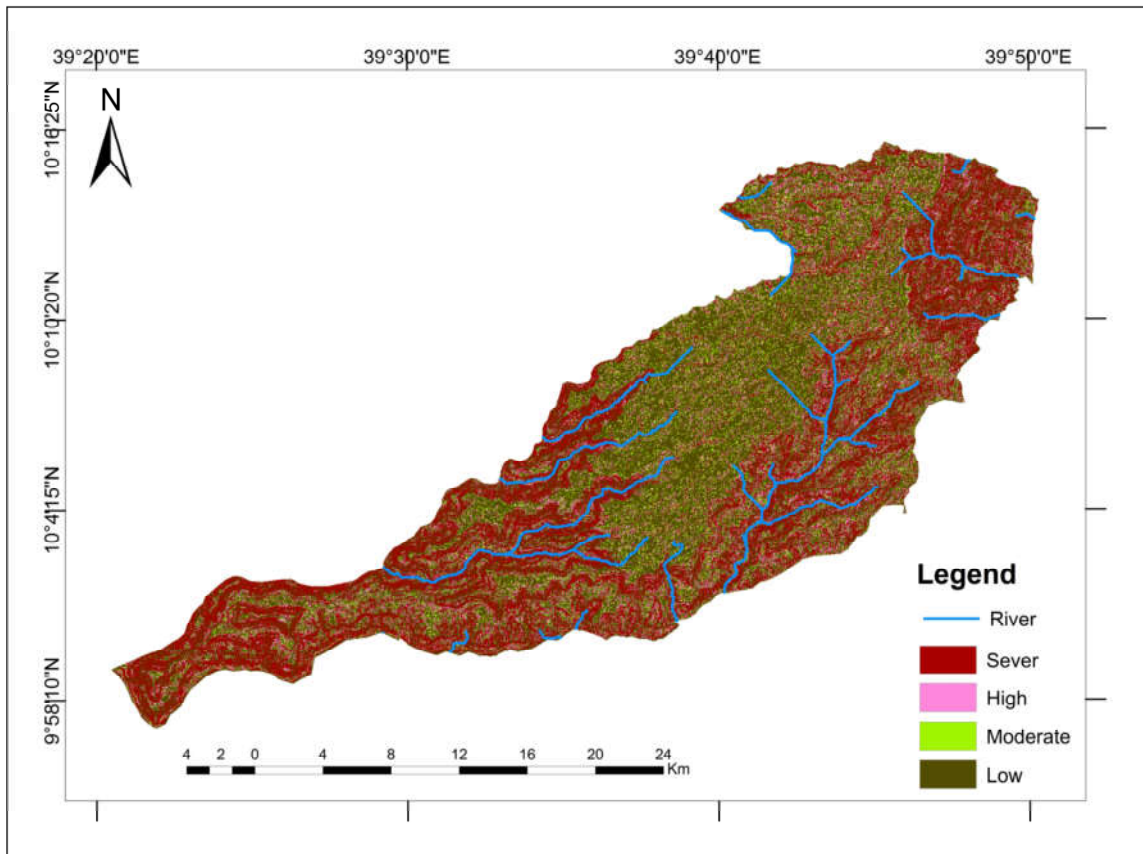 39°20'0"E 39°30'0"E 39°40'0"E 39°50'0"E
N
10°16'25"N
10°10'20"N
10°4'15"N
9°58'10"N
Legend
River
Sever
High
Moderate
Low
4 2 0 4 8 12 16 20 24
Km